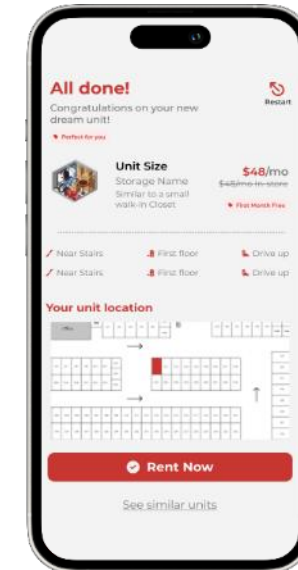 All done!
Restart
Congratulations on your new
dream unit!
Perfect for you
Unit Size
Storage Name
Similar to a small
walk-in Closet
$48/mo
$48/mo in-store
First Month Free
Near Stairs
First floor
Drive up
Near Stairs
First floor
Drive up
Your unit location
Rent Now
See similar units